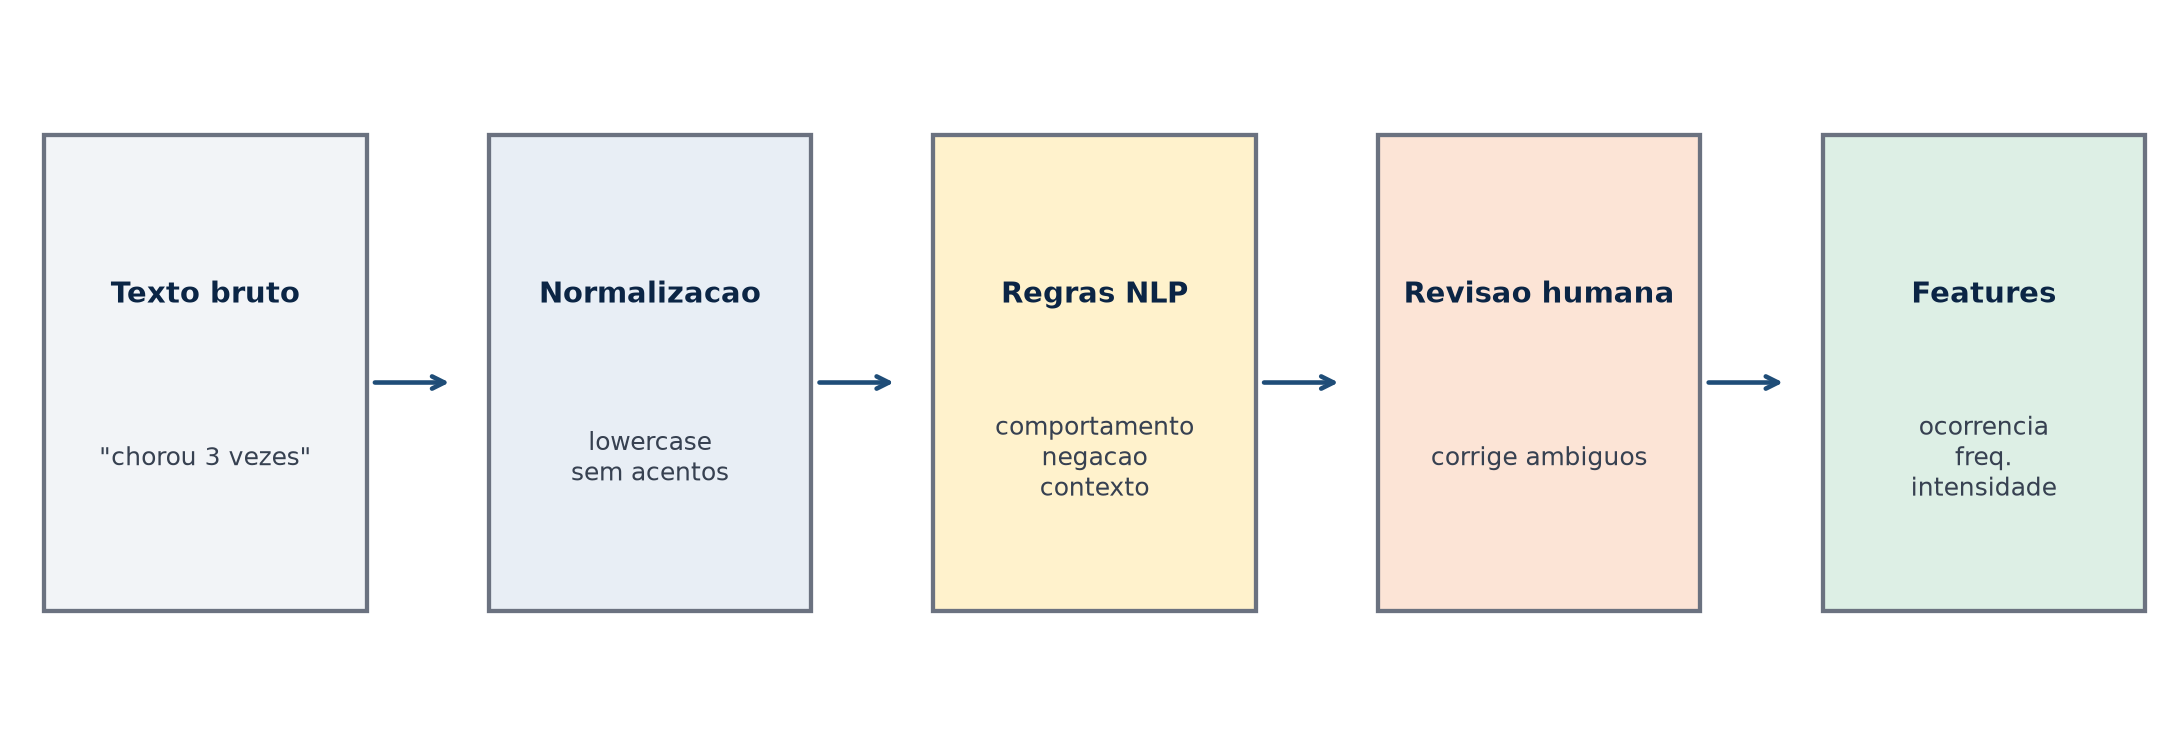 Texto bruto
"chorou 3 vezes"
Normalizacao
lowercase
sem acentos
Regras NLP
comportamento
negacao
contexto
Revisao humana
corrige ambiguos
Features
ocorrencia
freq.
intensidade